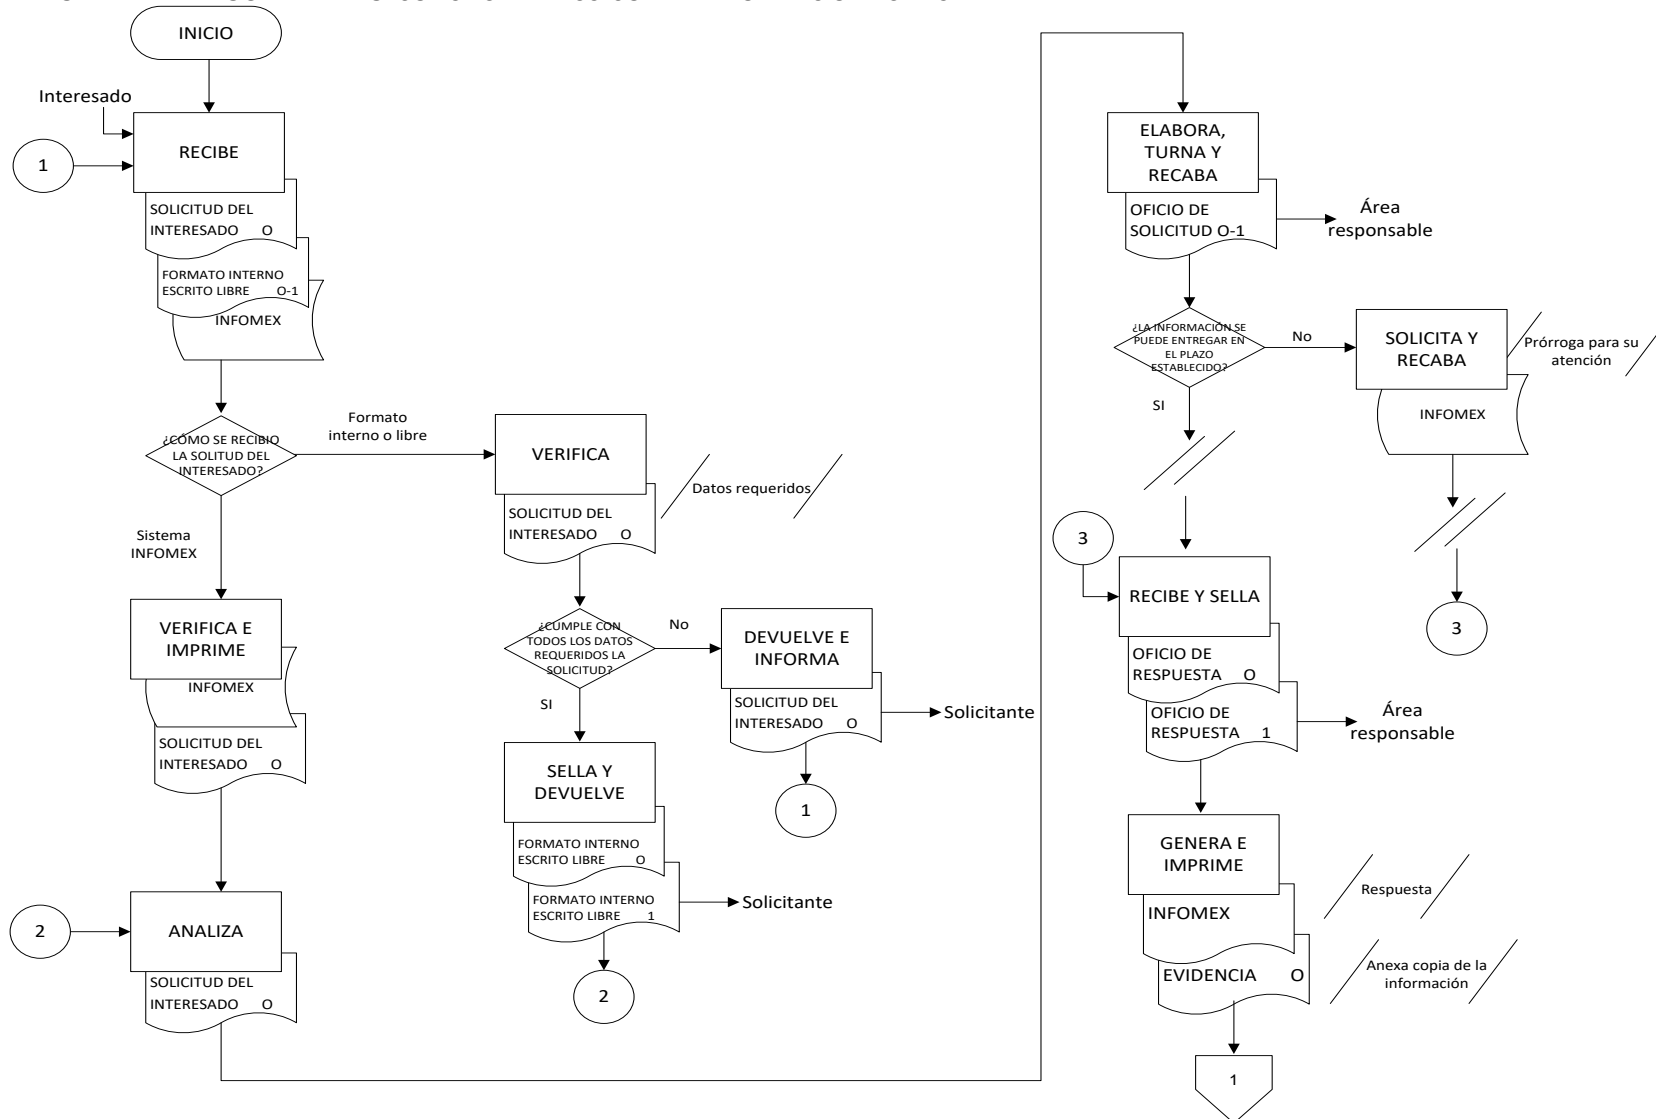 INICIO
Interesado
1
RECIBE
SOLICITUD DEL
INTERESADO O
FORMATO INTERNO
ESCRITO LIBRE O-1
INFOMEX
¿CÓMO SE RECIBIO
LA SOLITUD DEL
INTERESADO?
Formato
interno o libre
Sistema
INFOMEX
VERIFICA E
IMPRIME
INFOMEX
SOLICITUD DEL
INTERESADO O
2
ANALIZA
SOLICITUD DEL
INTERESADO O
VERIFICA
Datos requeridos
SOLICITUD DEL
INTERESADO O
¿CUMPLE CON
TODOS LOS DATOS
REQUERIDOS LA
SOLICITUD?
No
SI
DEVUELVE E
INFORMA
SOLICITUD DEL
INTERESADO O
Solicitante
1
SELLA Y
DEVUELVE
FORMATO INTERNO
ESCRITO LIBRE O
FORMATO INTERNO
ESCRITO LIBRE 1
Solicitante
2
ELABORA,
TURNA Y
RECABA
OFICIO DE
SOLICITUD O-1
Área
responsable
¿LA INFORMACIÓN SE
PUEDE ENTREGAR EN
EL PLAZO
ESTABLECIDO?
No
SI
SOLICITA Y
RECABA
Prórroga para su
atención
INFOMEX
3
3
RECIBE Y SELLA
OFICIO DE
RESPUESTA O
OFICIO DE
RESPUESTA 1
Área
responsable
GENERA E
IMPRIME
Respuesta
INFOMEX
EVIDENCIA O
Anexa copia de la
información
1